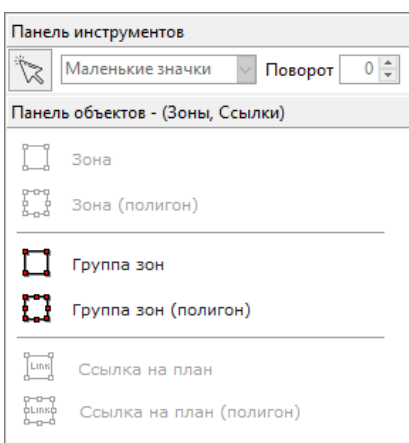 Панель инструментов
Маленькие значки Поворот 0
Панель объектов - (Зоны, Ссылки)
Зона
Зона (полигон)
Группа зон
Группа зон (полигон)
Link Ссылка на план
Link Ссылка на план (полигон)